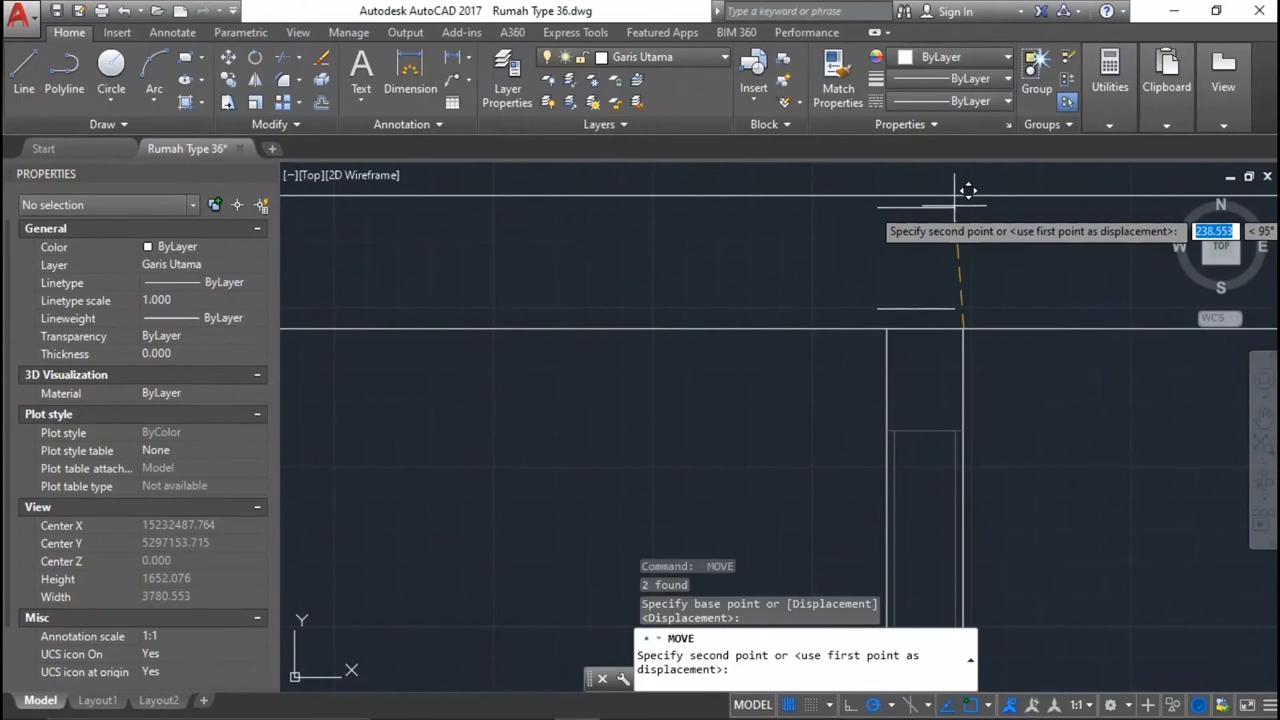 Autodesk AutoCAD 2017 Rumah Type 36.dwg
Type a keyword or phrase
Sign In
Home Insert Annotate Parametric View Manage Output Add-ins A360 Express Tools Featured Apps BIM 360 Performance
Garis Utama
ByLayer
ByLayer
ByLayer
Line Polyline Circle Arc
Text Dimension
Layer
Properties
Insert
Match
Properties
Group
Utilities
Clipboard
View
Draw Modify Annotation Layers Block Properties Groups
Start Rumah Type 36*
PROPERTIES
[−][Top][2D Wireframe]
No selection
General
Color ByLayer
Layer Garis Utama
Linetype ByLayer
Linetype scale 1.000
Lineweight ByLayer
Transparency ByLayer
Thickness 0.000
3D Visualization
Material ByLayer
Plot style
Plot style ByColor
Plot style table None
Plot table attach... Model
Plot table type Not available
View
Center X 15232487.764
Center Y 5297153.715
Center Z 0.000
Height 1652.076
Width 3780.553
Misc
Annotation scale 1:1
UCS icon On Yes
UCS icon at origin Yes
Specify second point or <use first point as displacement>: 238.553 < 95°
N
W
TOP
E
S
WCS
Y
X
Command: MOVE
2 found
Specify base point or [Displacement]
<Displacement>:
MOVE
Specify second point or <use first point as
displacement>:
Model Layout1 Layout2
MODEL
1:1